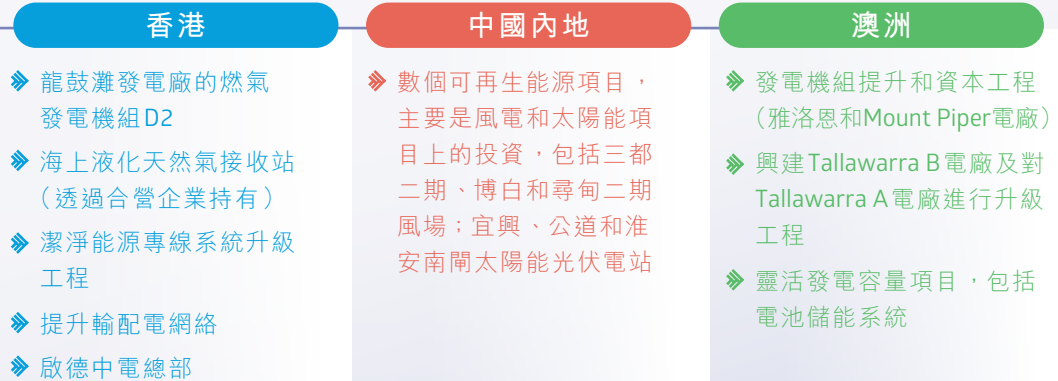 香港
龍鼓灘發電廠的燃氣
發電機組D2
海上液化天然氣接收站
（透過合營企業持有）
潔淨能源專線系統升級
工程
提升輸配電網絡
啟德中電總部
中國內地
數個可再生能源項目，
主要是風電和太陽能項
目上的投資，包括三都
二期、博白和尋甸二期
風場；宜興、公道和淮
安南閘太陽能光伏電站
澳洲
發電機組提升和資本工程
（雅洛恩和Mount Piper電廠）
興建Tallawarra B電廠及對
Tallawarra A電廠進行升級
工程
靈活發電容量項目，包括
電池儲能系統